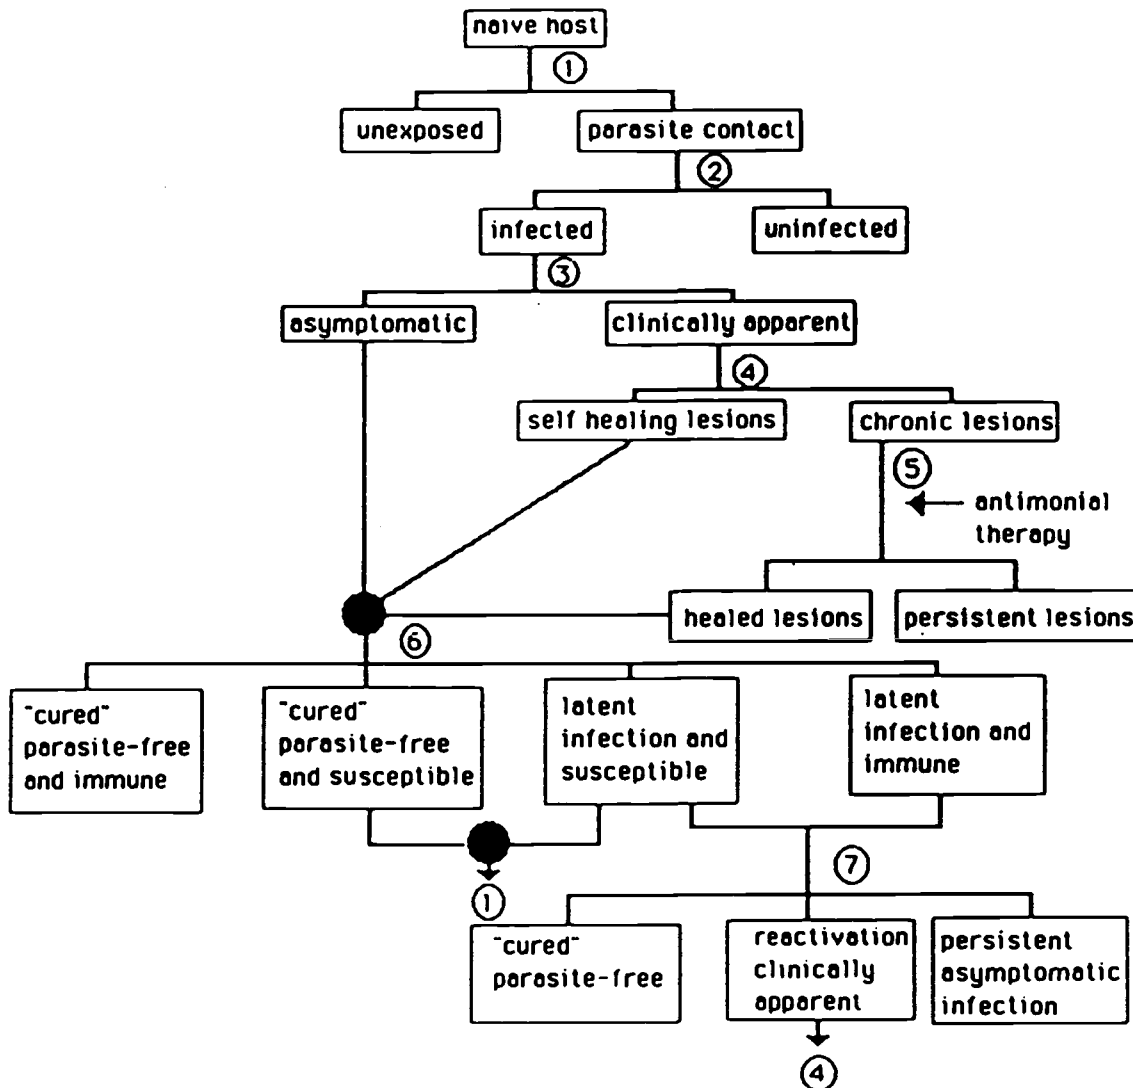 naive host
①
unexposed
parasite contact
②
infected
uninfected
③
asymptomatic
clinically apparent
④
self healing lesions
chronic lesions
⑤
antimonial
therapy
healed lesions
persistent lesions
⑥
"cured"
parasite-free
and immune
"cured"
parasite-free
and susceptible
latent
infection and
susceptible
latent
infection and
immune
⑦
①
"cured"
parasite-free
reactivation
clinically
apparent
persistent
asymptomatic
infection
④